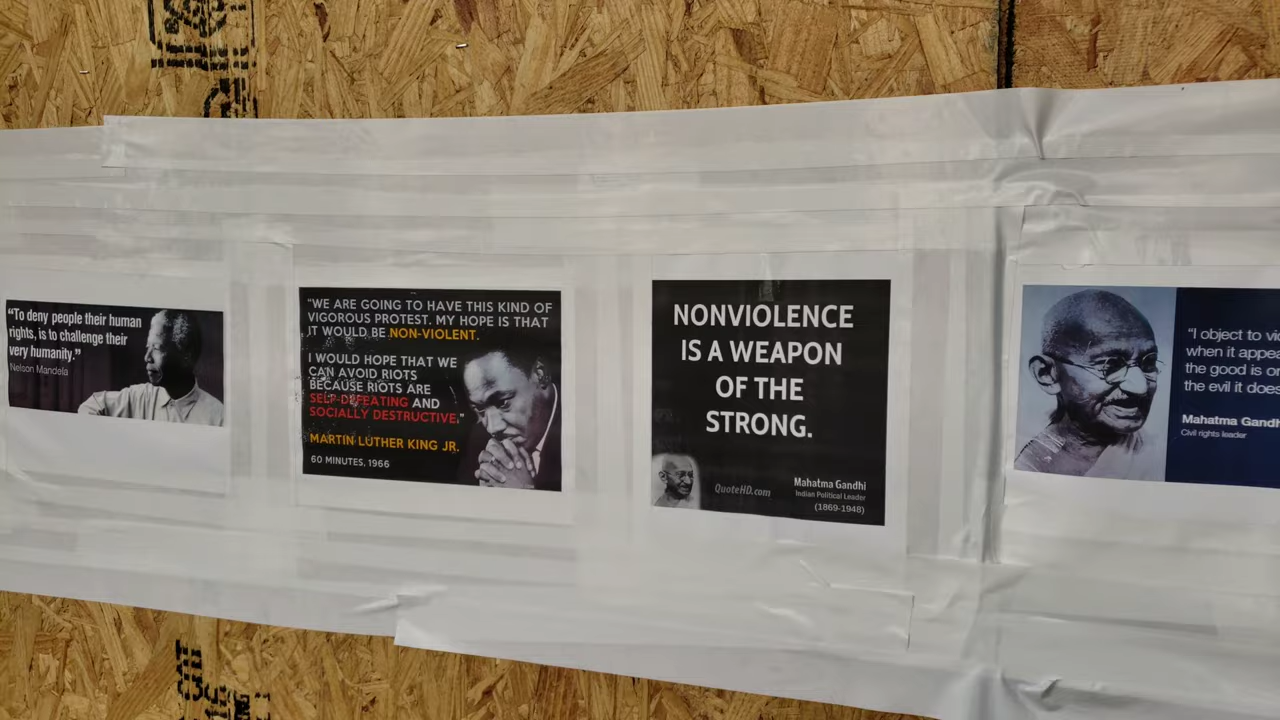 “To deny people their human
rights, is to challenge their
very humanity.”
Nelson Mandela
"WE ARE GOING TO HAVE THIS KIND OF
VIGOROUS PROTEST. MY HOPE IS THAT
IT WOULD BE NON-VIOLENT.
I WOULD HOPE THAT WE
CAN AVOID RIOTS
BECAUSE RIOTS ARE
SELF-DEFEATING AND
SOCIALLY DESTRUCTIVE."
MARTIN LUTHER KING JR.
60 MINUTES, 1966
NONVIOLENCE
IS A WEAPON
OF THE
STRONG.
QuoteHD.com
Mahatma Gandhi
Indian Political Leader
(1869-1948)
“I object to
when it
the good is
the evil it
Mahatma
Civil rights leader